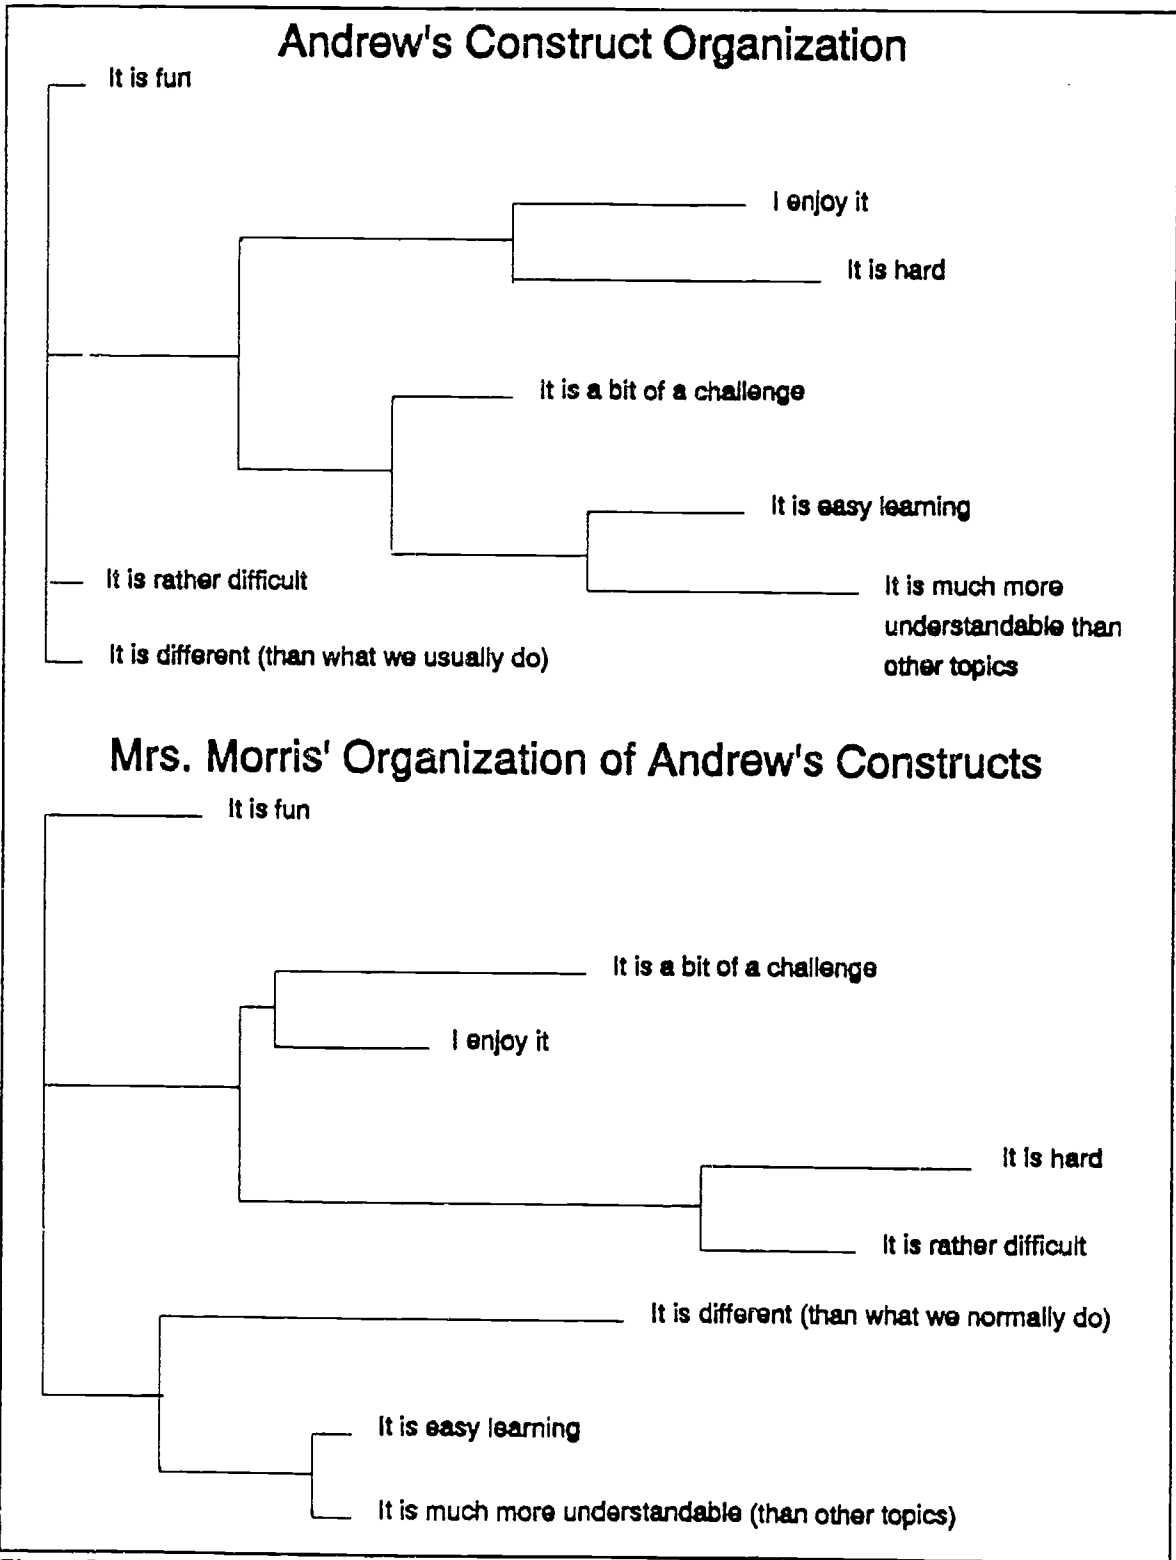 Andrew's Construct Organization
It is fun
I enjoy it
It is hard
It is a bit of a challenge
It is easy learning
It is rather difficult
It is much more
understandable than
other topics
It is different (than what we usually do)
Mrs. Morris' Organization of Andrew's Constructs
It is fun
It is a bit of a challenge
I enjoy it
It is hard
It is rather difficult
It is different (than what we normally do)
It is easy learning
It is much more understandable (than other topics)